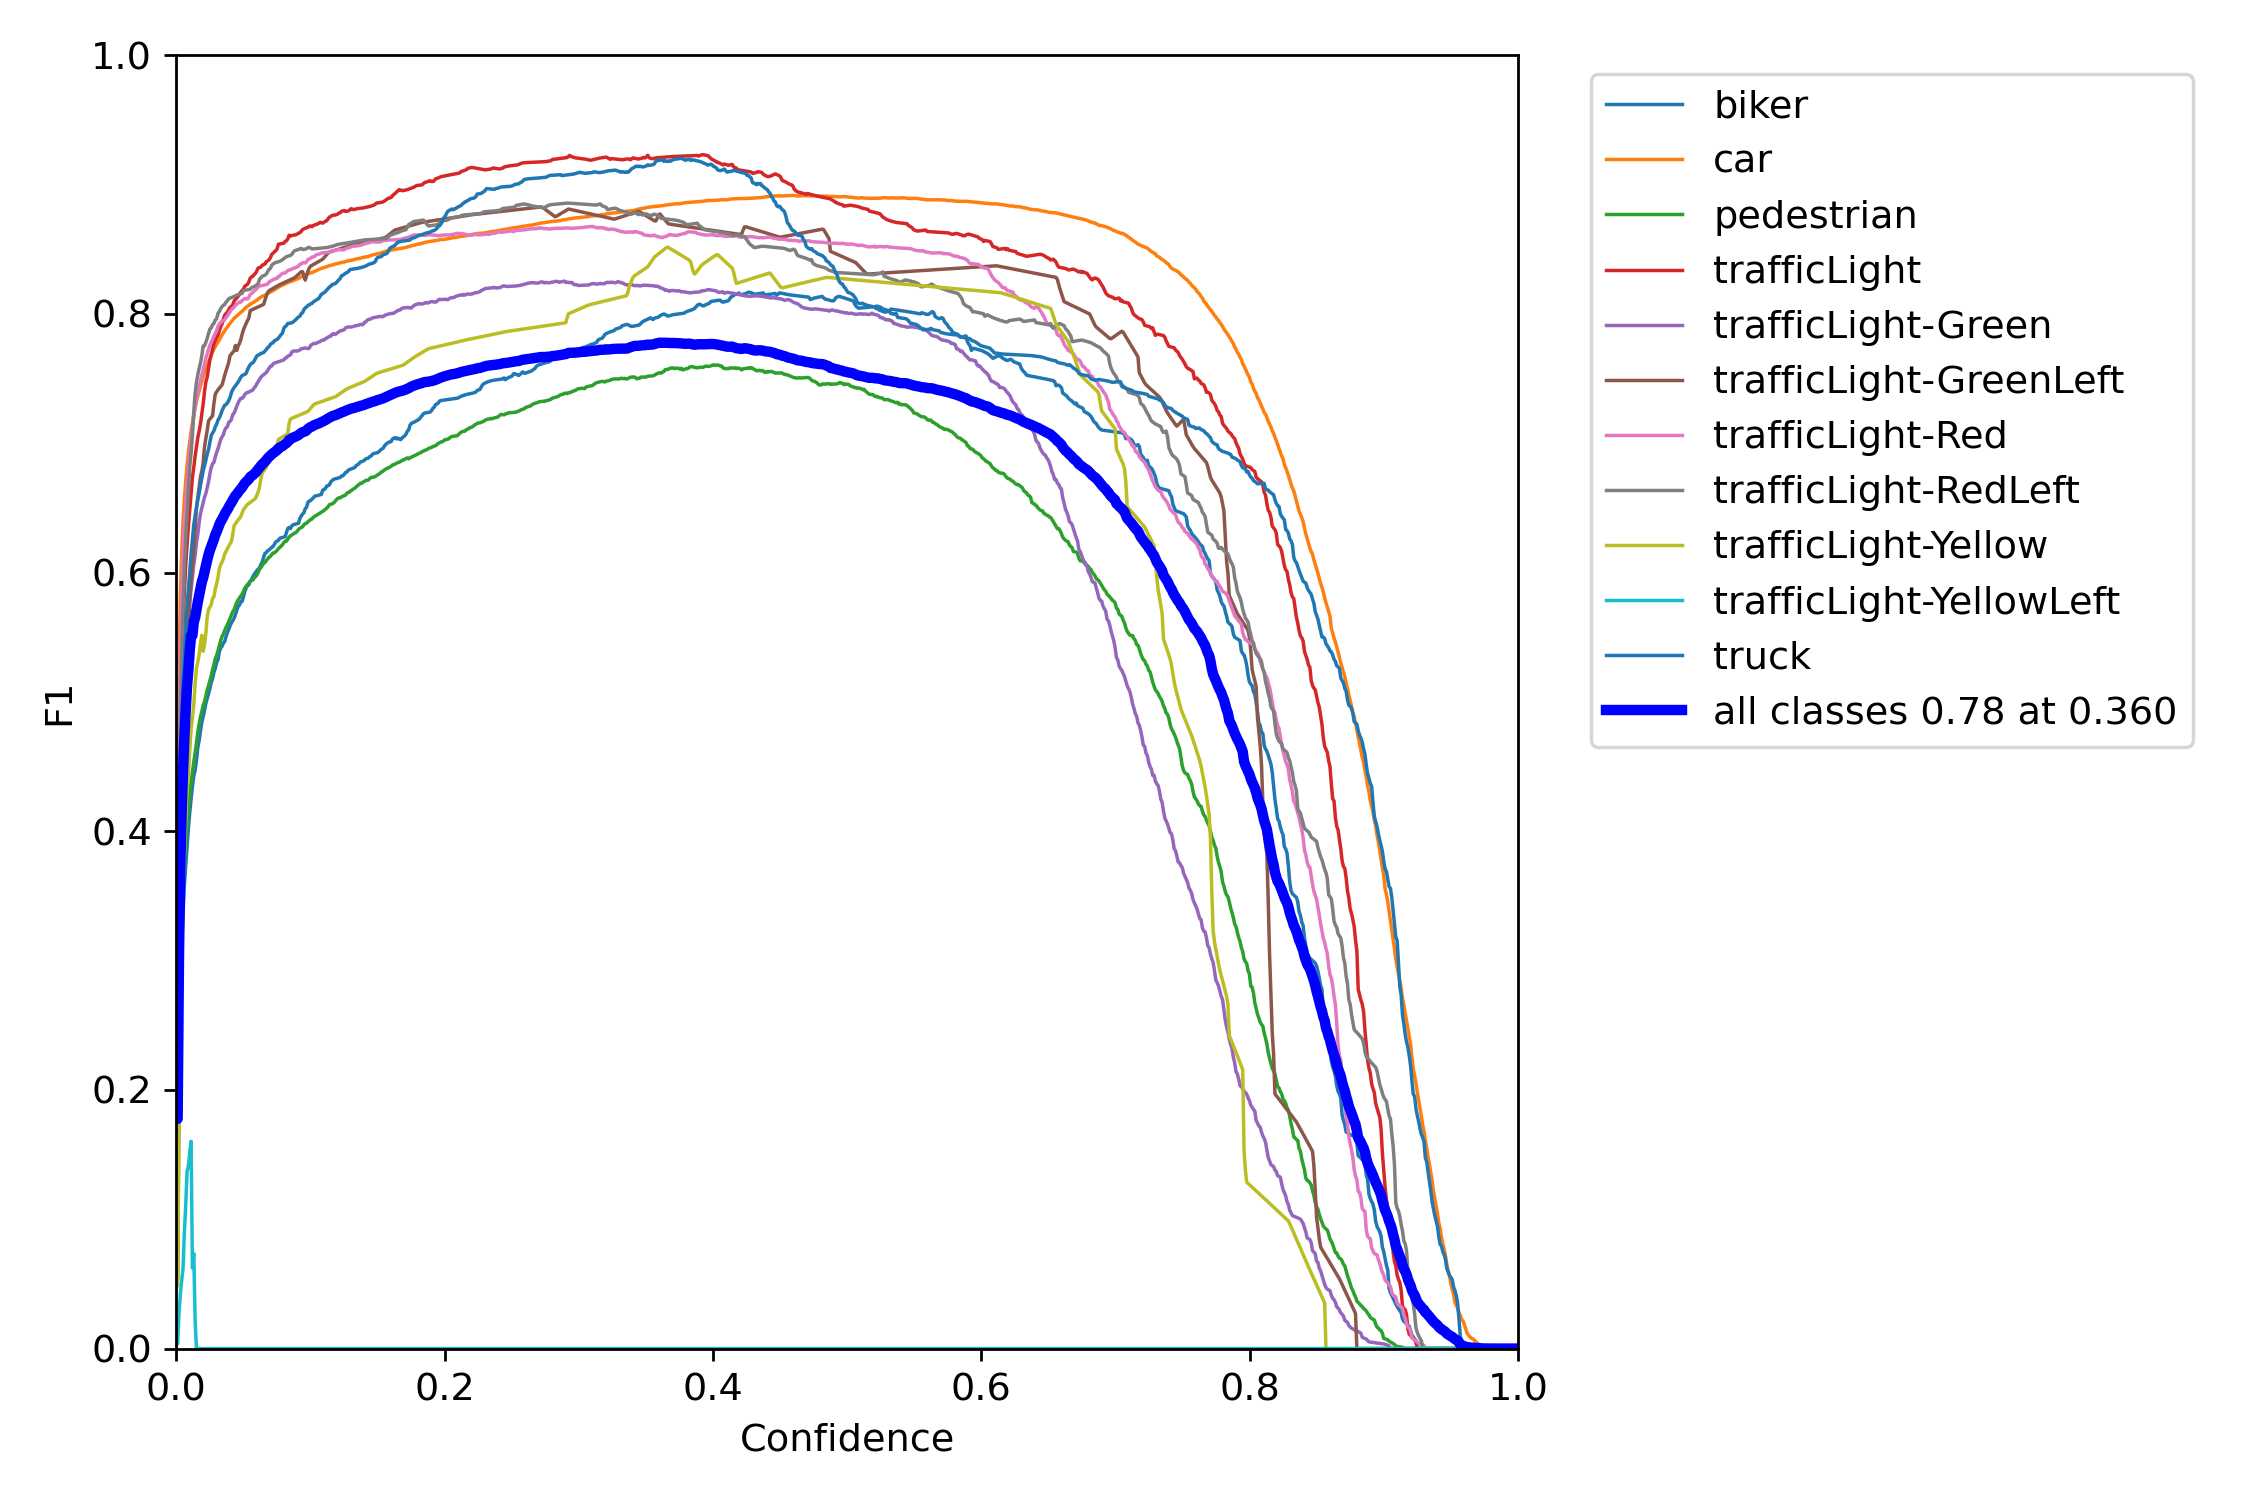 1.0
0.8
0.6
0.4
0.2
0.0
F1
0.0 0.2 0.4 0.6 0.8 1.0
Confidence
biker
car
pedestrian
trafficLight
trafficLight-Green
trafficLight-GreenLeft
trafficLight-Red
trafficLight-RedLeft
trafficLight-Yellow
trafficLight-YellowLeft
truck
all classes 0.78 at 0.360